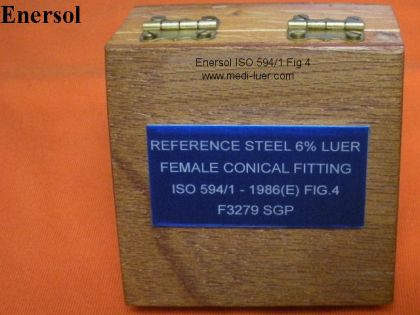 Enersol
Enersol ISO 594/1 Fig 4
www.medi-luer.com
REFERENCE STEEL 6% LUER
FEMALE CONICAL FITTING
ISO 594/1 - 1986(E) FIG.4
F3279 SGP